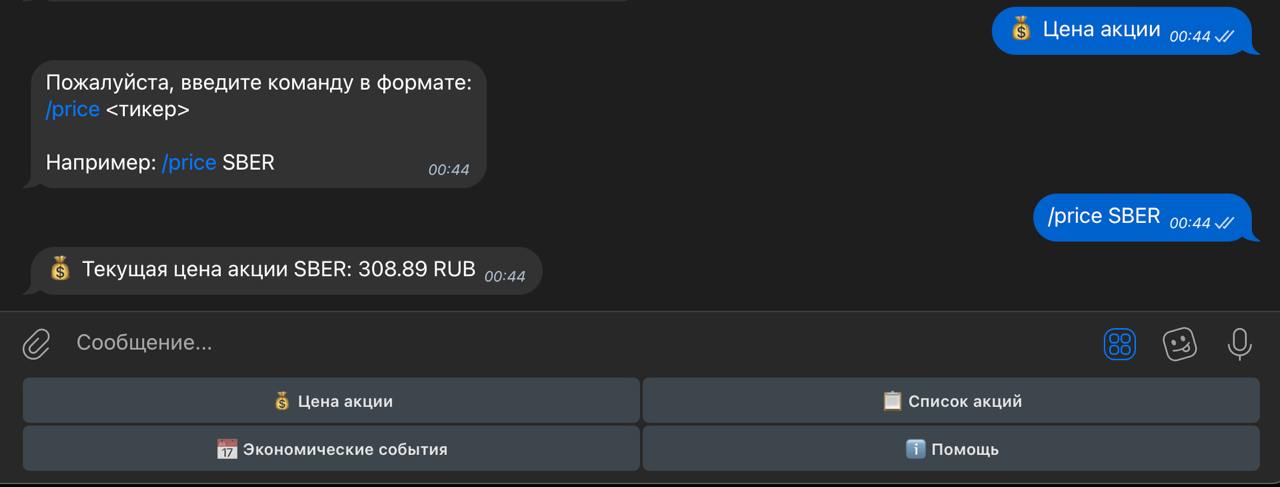 💰 Цена акции 00:44
Пожалуйста, введите команду в формате:
/price <тикер>
Например: /price SBER 00:44
/price SBER 00:44
💰 Текущая цена акции SBER: 308.89 RUB 00:44
Сообщение...
💰 Цена акции
📋 Список акций
📅 Экономические события
ℹ️ Помощь